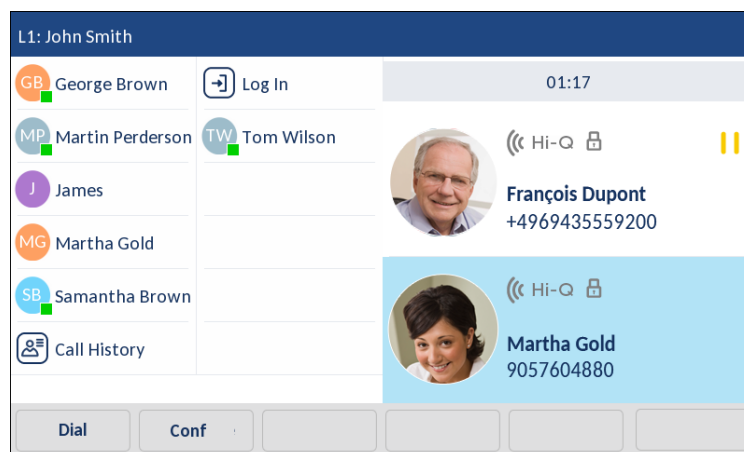 L1: John Smith
GB George Brown
MP Martin Perderson
J James
MG Martha Gold
SB Samantha Brown
Call History
Log In
TW Tom Wilson
01:17
Hi-Q
François Dupont
+4969435559200
Hi-Q
Martha Gold
9057604880
Dial
Conf